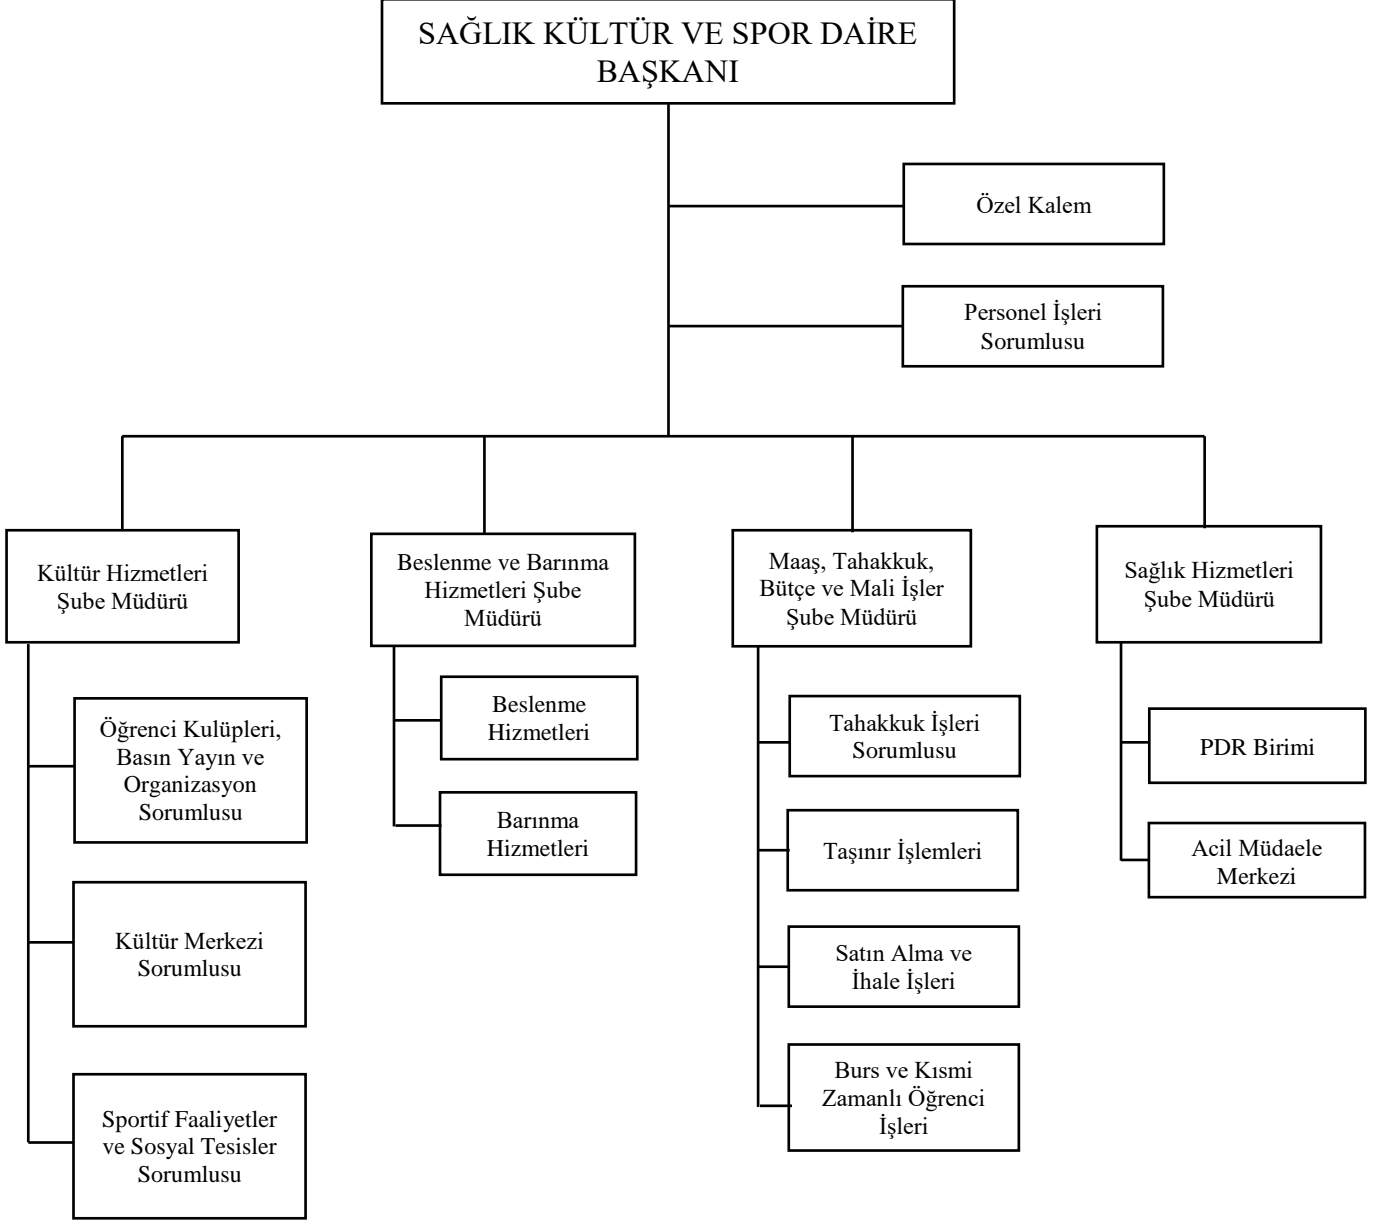 SAĞLIK KÜLTÜR VE SPOR DAİRE
BAŞKANI
Özel Kalem
Personel İşleri
Sorumlusu
Kültür Hizmetleri
Şube Müdürü
Beslenme ve Barınma
Hizmetleri Şube
Müdürü
Maaş, Tahakkuk,
Bütçe ve Mali İşler
Şube Müdürü
Sağlık Hizmetleri
Şube Müdürü
Öğrenci Kulüpleri,
Basın Yayın ve
Organizasyon
Sorumlusu
Kültür Merkezi
Sorumlusu
Sportif Faaliyetler
ve Sosyal Tesisler
Sorumlusu
Beslenme
Hizmetleri
Barınma
Hizmetleri
Tahakkuk İşleri
Sorumlusu
Taşınır İşlemleri
Satın Alma ve
İhale İşleri
Burs ve Kısmi
Zamanlı Öğrenci
İşleri
PDR Birimi
Acil Müdaele
Merkezi